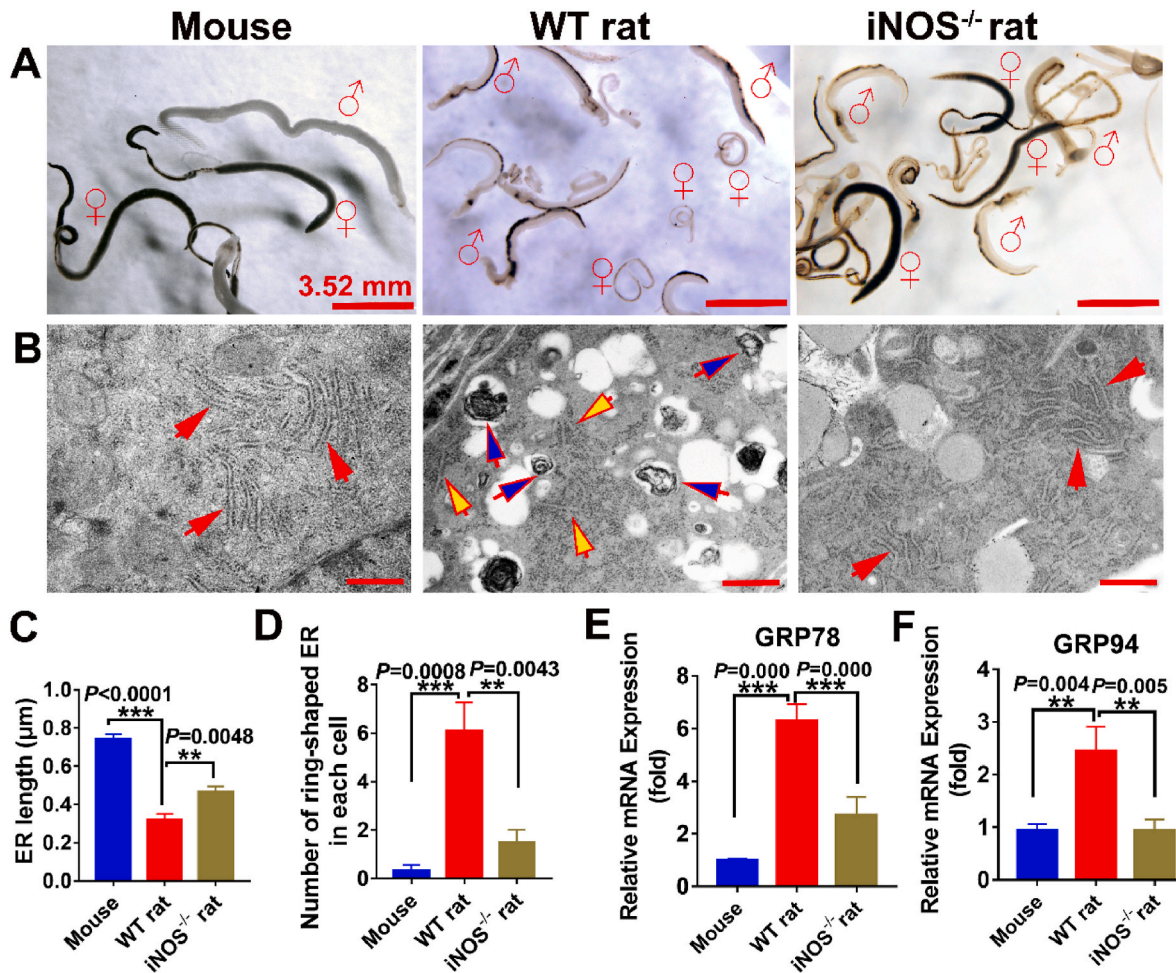 Mouse WT rat iNOS⁻/⁻ rat
A
♂ ♀ ♀
3.52 mm
♂ ♂ ♀ ♀ ♂ ♀
♂ ♀ ♀ ♂ ♂ ♀
B
C
P<0.0001
***
P=0.0048
**
ER length (μm)
1.0
0.8
0.6
0.4
0.2
0.0
Mouse
WT rat
iNOS⁻/⁻ rat
D
P=0.0008 P=0.0043
*** **
Number of ring-shaped ER
in each cell
8
6
4
2
0
Mouse
WT rat
iNOS⁻/⁻ rat
E
GRP78
P=0.000 P=0.000
*** ***
Relative mRNA Expression
(fold)
8
6
4
2
0
Mouse
WT rat
iNOS⁻/⁻ rat
F
GRP94
P=0.004 P=0.005
** **
Relative mRNA Expression
(fold)
4
3
2
1
0
Mouse
WT rat
iNOS⁻/⁻ rat